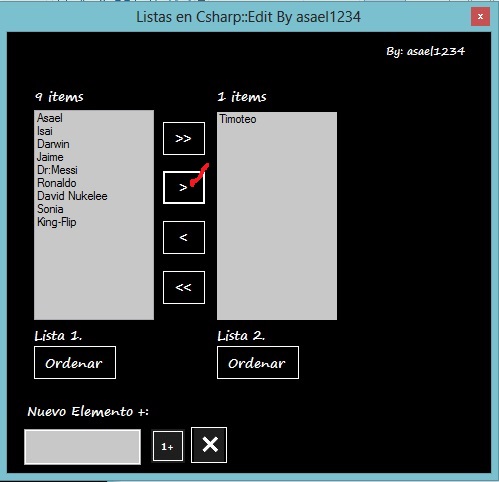 Listas en Csharp::Edit By asael1234
x
By: asael1234
9 items
1 items
Asael
Isai
Darwin
Jaime
Dr:Messi
Ronaldo
David Nukelee
Sonia
King-Flip
Timoteo
>>
>
<
<<
Lista 1.
Lista 2.
Ordenar
Ordenar
Nuevo Elemento +:
1+
X